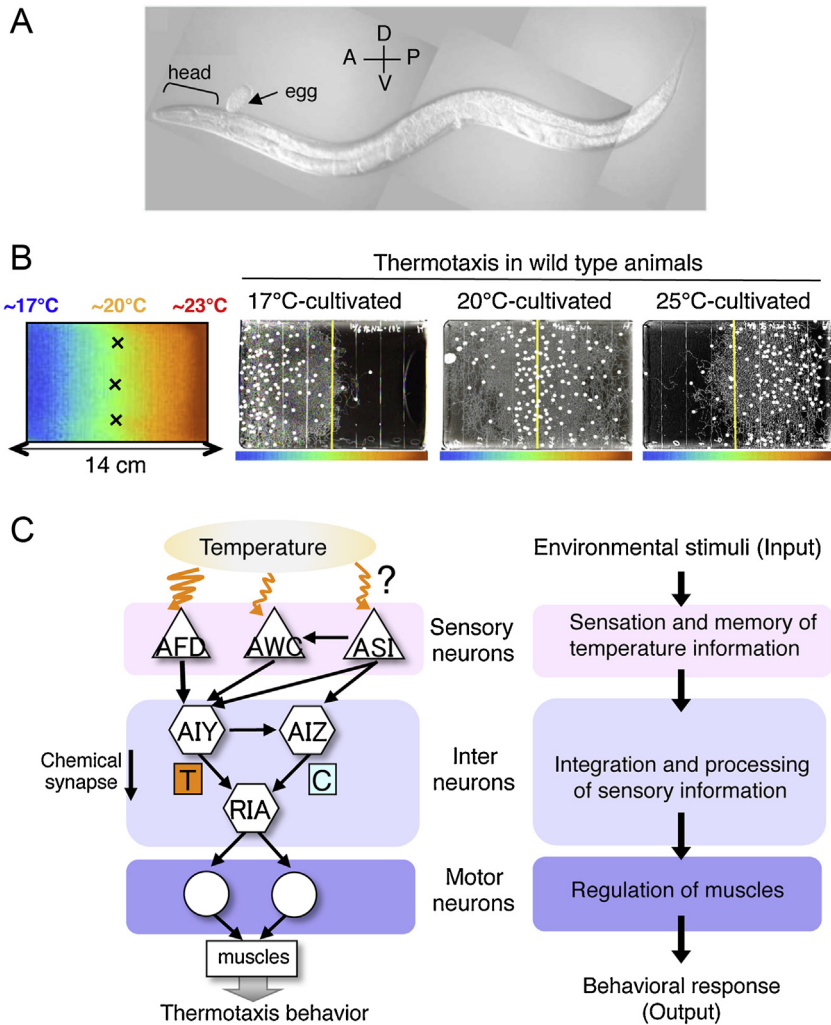 A
D
A P
V
head
egg
B
Thermotaxis in wild type animals
~17°C ~20°C ~23°C
17°C-cultivated 20°C-cultivated 25°C-cultivated
14 cm
C
Temperature
?
Environmental stimuli (Input)
AFD AWC ASI
Sensory
neurons
Sensation and memory of
temperature information
AIY AIZ
Chemical
synapse
T C
RIA
Inter
neurons
Integration and processing
of sensory information
Motor
neurons
Regulation of muscles
muscles
Thermotaxis behavior
Behavioral response
(Output)